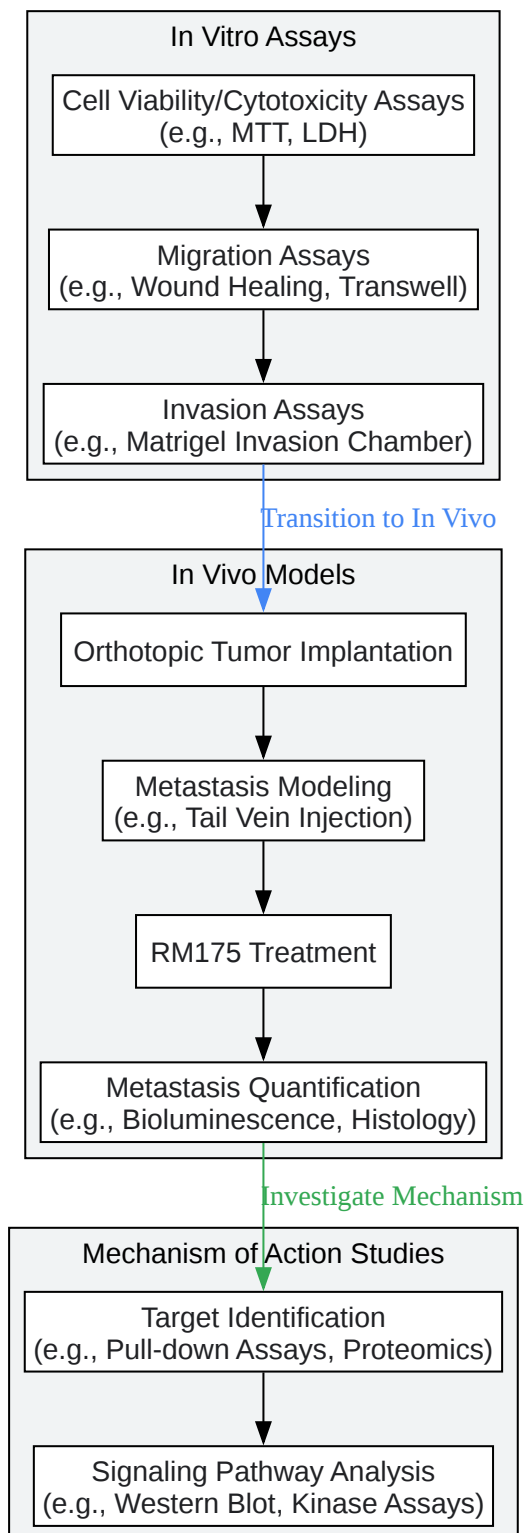 In Vitro Assays
Cell Viability/Cytotoxicity Assays
(e.g., MTT, LDH)
Migration Assays
(e.g., Wound Healing, Transwell)
Invasion Assays
(e.g., Matrigel Invasion Chamber)
Transition to In Vivo
In Vivo Models
Orthotopic Tumor Implantation
Metastasis Modeling
(e.g., Tail Vein Injection)
RM175 Treatment
Metastasis Quantification
(e.g., Bioluminescence, Histology)
Investigate Mechanism
Mechanism of Action Studies
Target Identification
(e.g., Pull-down Assays, Proteomics)
Signaling Pathway Analysis
(e.g., Western Blot, Kinase Assays)